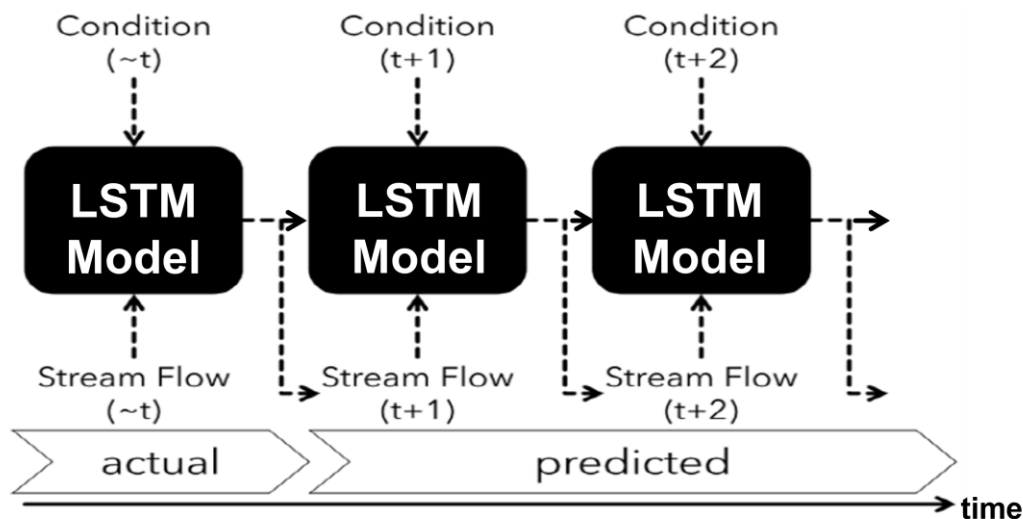 Condition
(~t)
Condition
(t+1)
Condition
(t+2)
LSTM
Model
LSTM
Model
LSTM
Model
Stream Flow
(~t)
Stream Flow
(t+1)
Stream Flow
(t+2)
actual
predicted
time